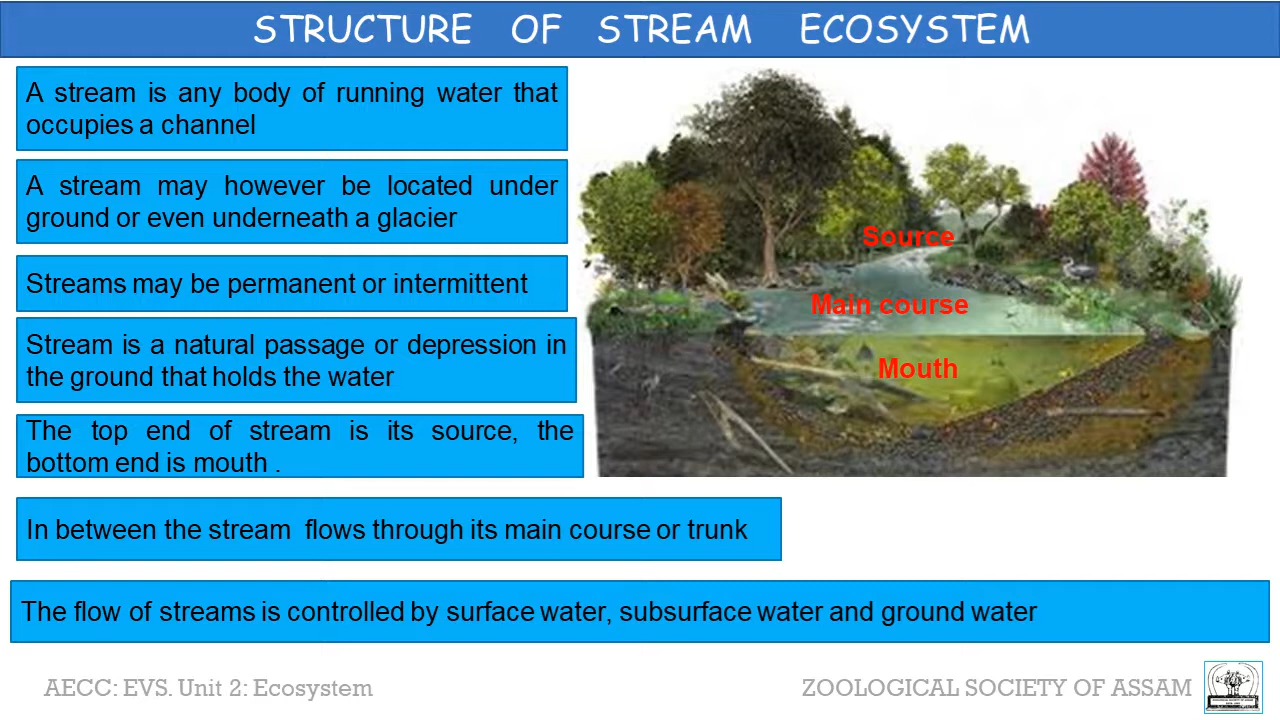 STRUCTURE OF STREAM ECOSYSTEM
A stream is any body of running water that
occupies a channel
A stream may however be located under
ground or even underneath a glacier
Streams may be permanent or intermittent
Stream is a natural passage or depression in
the ground that holds the water
The top end of stream is its source, the
bottom end is mouth .
In between the stream flows through its main course or trunk
The flow of streams is controlled by surface water, subsurface water and ground water
Source
Main course
Mouth
AECC: EVS. Unit 2: Ecosystem
ZOOLOGICAL SOCIETY OF ASSAM